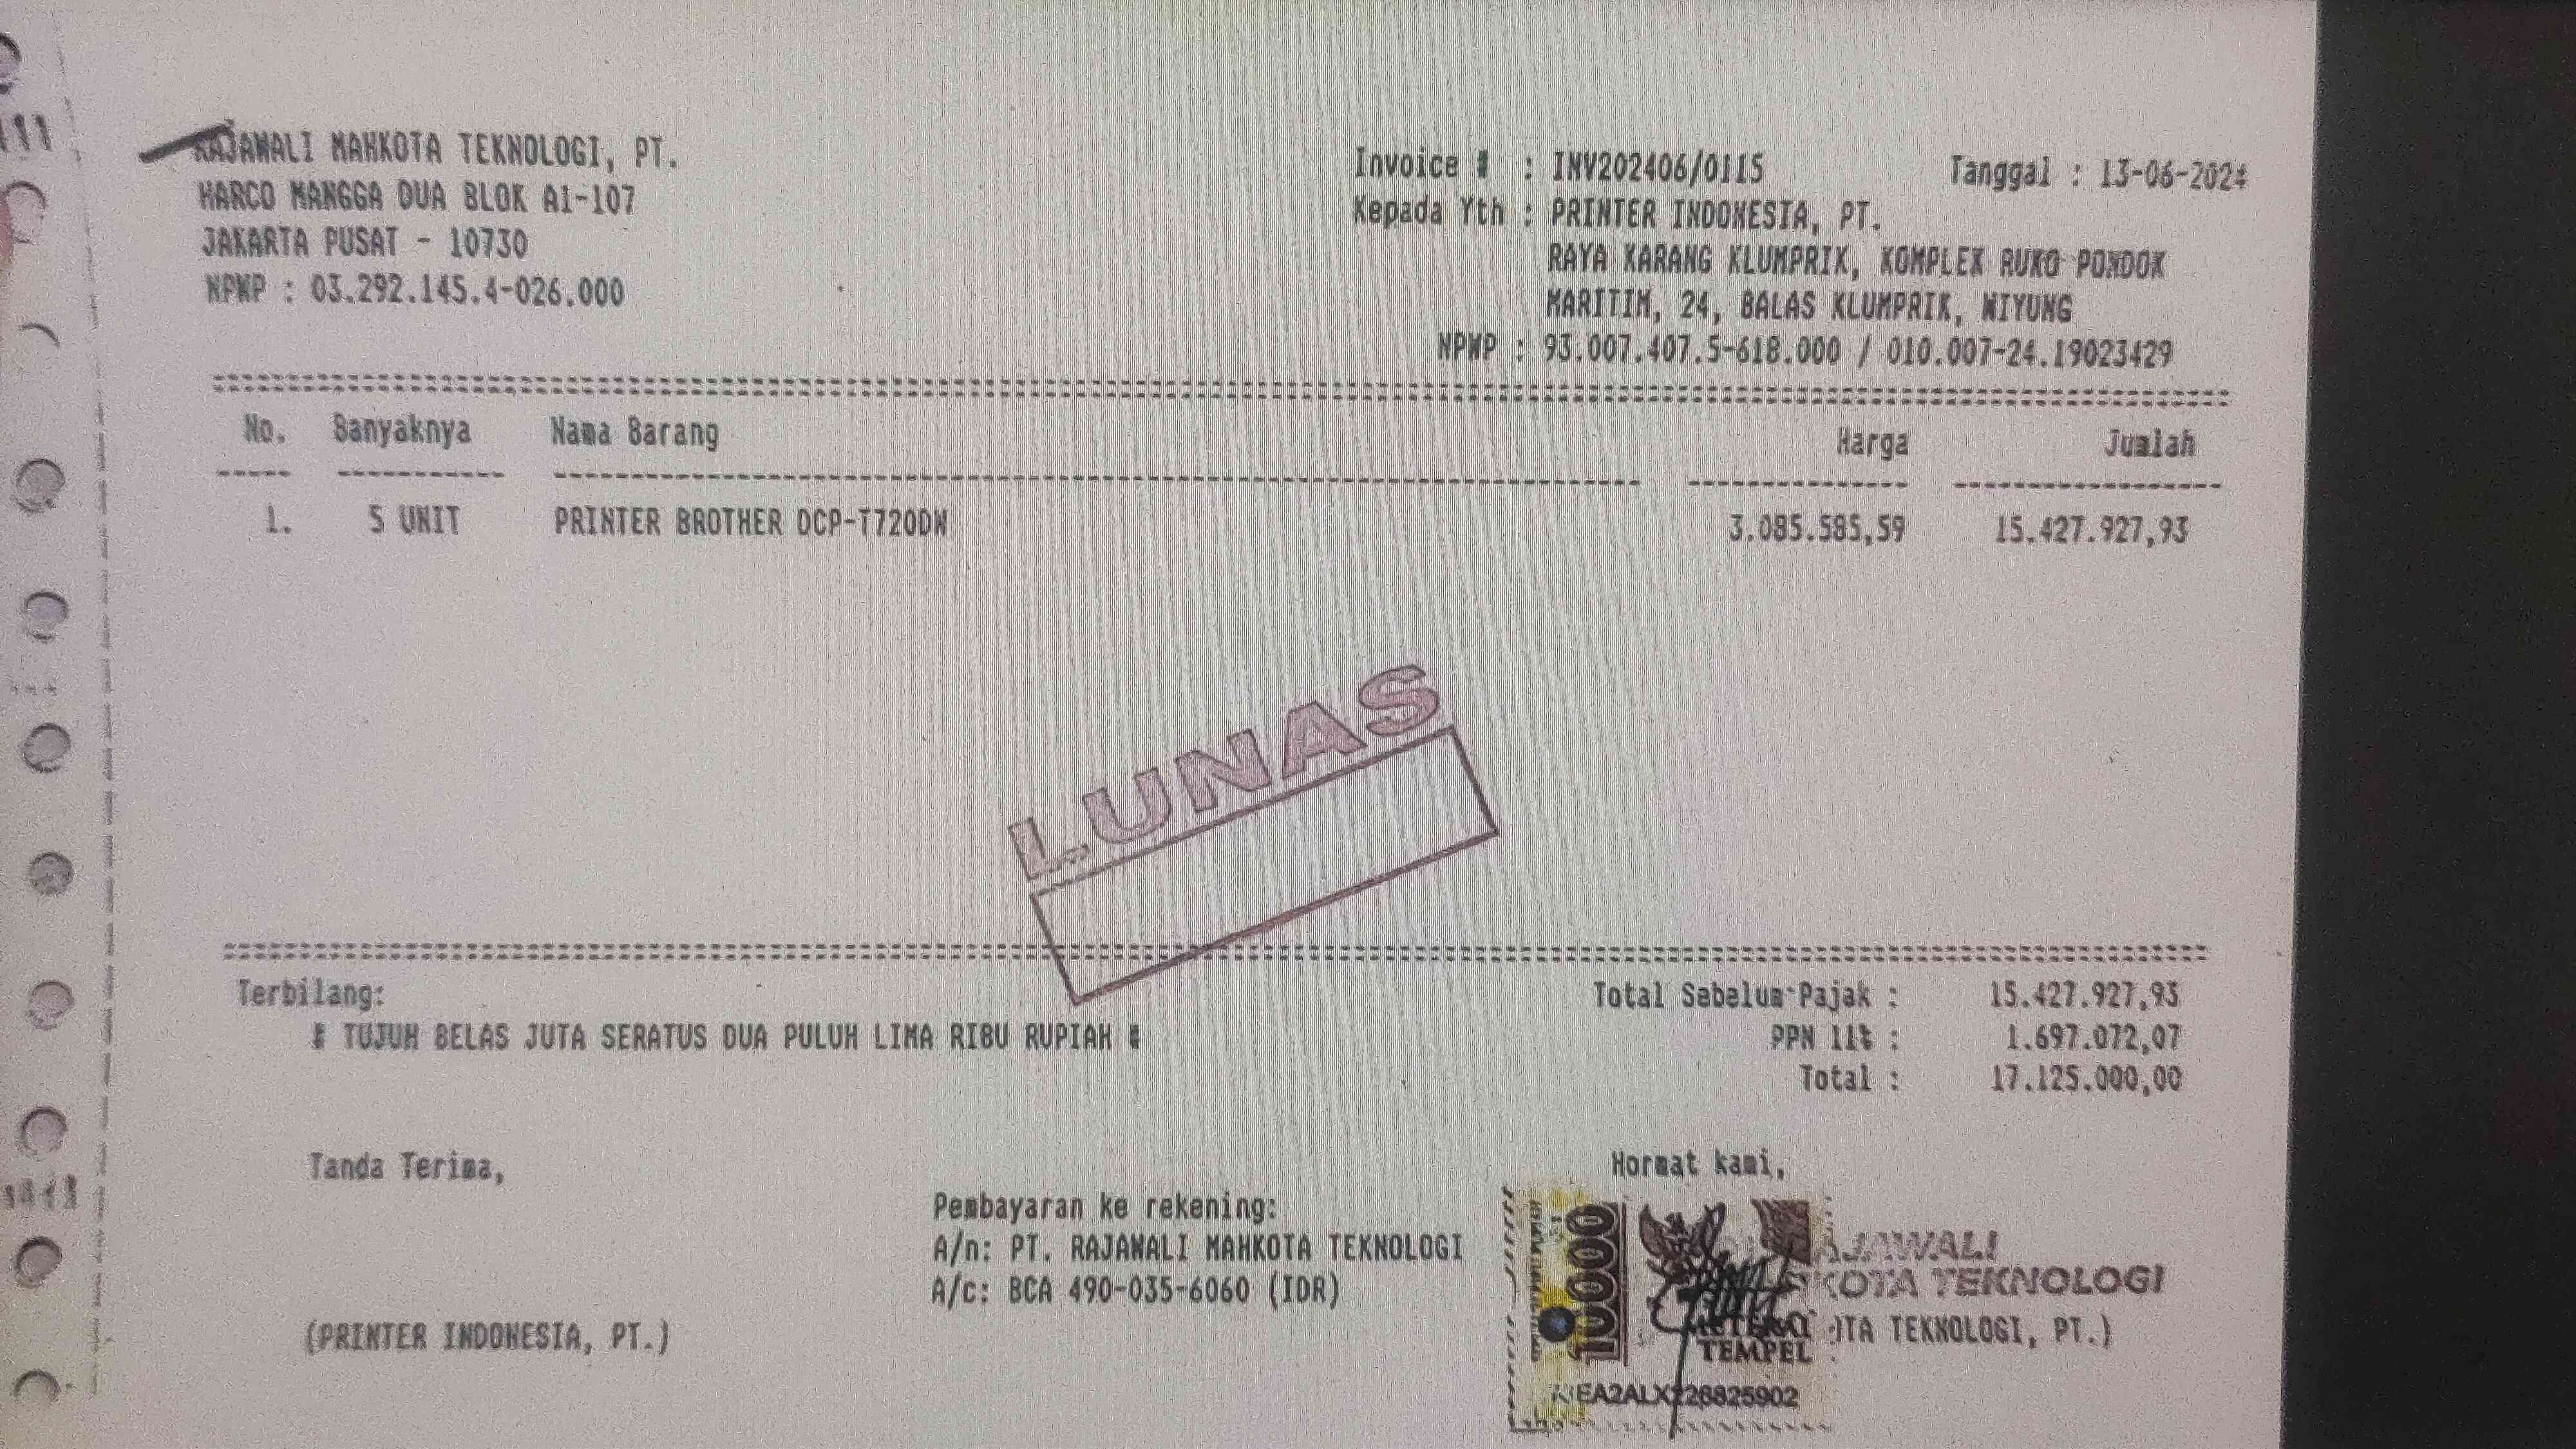 RAJAWALI MAHKOTA TEKNOLOGI, PT.
HARCO MANGGA DUA BLOK A1-107
JAKARTA PUSAT - 10730
NPWP : 03.292.145.4-026.000
Invoice # : INV202406/0115 Tanggal : 13-06-2024
Kepada Yth : PRINTER INDONESIA, PT.
RAYA KARANG KLUMPRIK, KOMPLEK RUKO PONDOK
MARITIM, 24, BALAS KLUMPRIK, WIYUNG
NPWP : 93.007.407.5-618.000 / 010.007-24.19023429
No. Banyaknya Nama Barang Harga Jumlah
1. 5 UNIT PRINTER BROTHER DCP-T720DW 3.085.585,59 15.427.927,93
LUNAS
Terbilang:
# TUJUH BELAS JUTA SERATUS DUA PULUH LIMA RIBU RUPIAH #
Total Sebelum Pajak : 15.427.927,93
PPN 11% : 1.697.072,07
Total : 17.125.000,00
Tanda Terima,
(PRINTER INDONESIA, PT.)
Pembayaran ke rekening:
A/n: PT. RAJAWALI MAHKOTA TEKNOLOGI
A/c: BCA 490-035-6060 (IDR)
Hormat kami,
10000
AJAWALI
KOTA TEKNOLOGI
OTA TEKNOLOGI, PT.)
TEMPEL